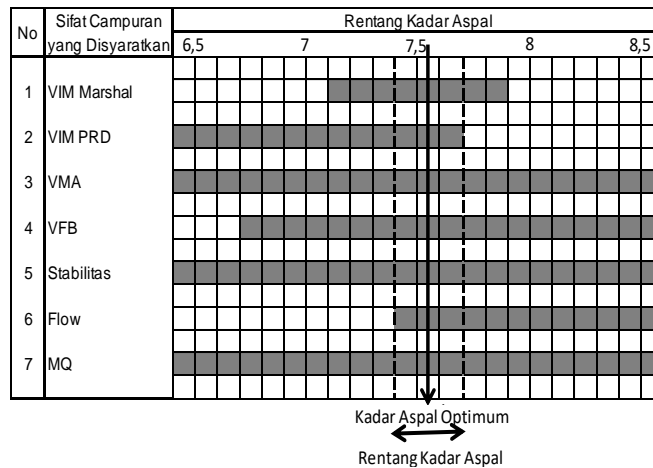 No Sifat Campuran yang Disyaratkan Rentang Kadar Aspal
6,5 7 7,5 8 8,5
1 VIM Marshal
2 VIM PRD
3 VMA
4 VFB
5 Stabilitas
6 Flow
7 MQ
Kadar Aspal Optimum
Rentang Kadar Aspal